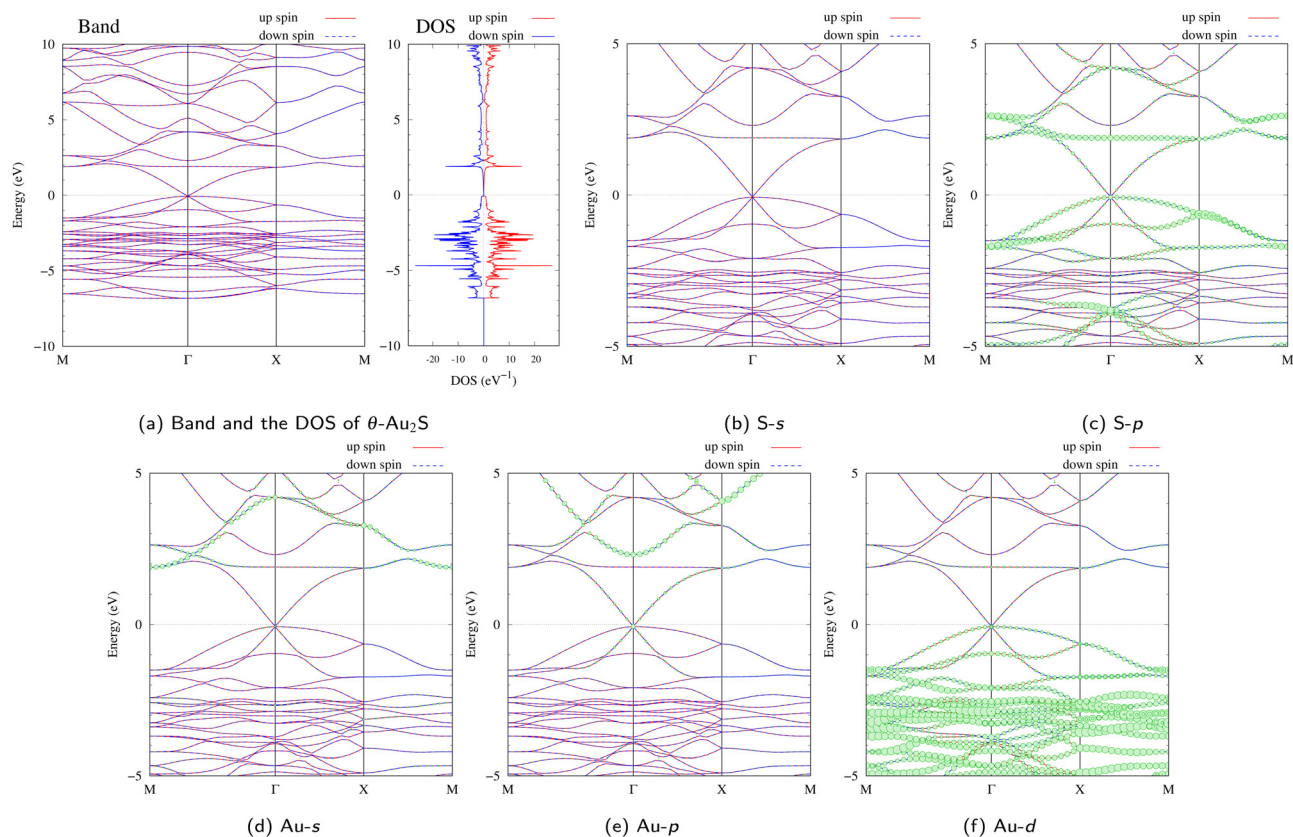 up spin
down spin
up spin
down spin
up spin
down spin
up spin
down spin
Band
DOS
Energy (eV)
10
5
0
−5
−10
M Γ X M
10
5
0
−5
−10
−20 −10 0 10 20
DOS (eV⁻¹)
Energy (eV)
5
0
−5
M Γ X M
Energy (eV)
5
0
−5
M Γ X M
(a) Band and the DOS of θ-Au₂S
(b) S-s
(c) S-p
up spin
down spin
up spin
down spin
up spin
down spin
Energy (eV)
5
0
−5
M Γ X M
Energy (eV)
5
0
−5
M Γ X M
Energy (eV)
5
0
−5
M Γ X M
(d) Au-s
(e) Au-p
(f) Au-d